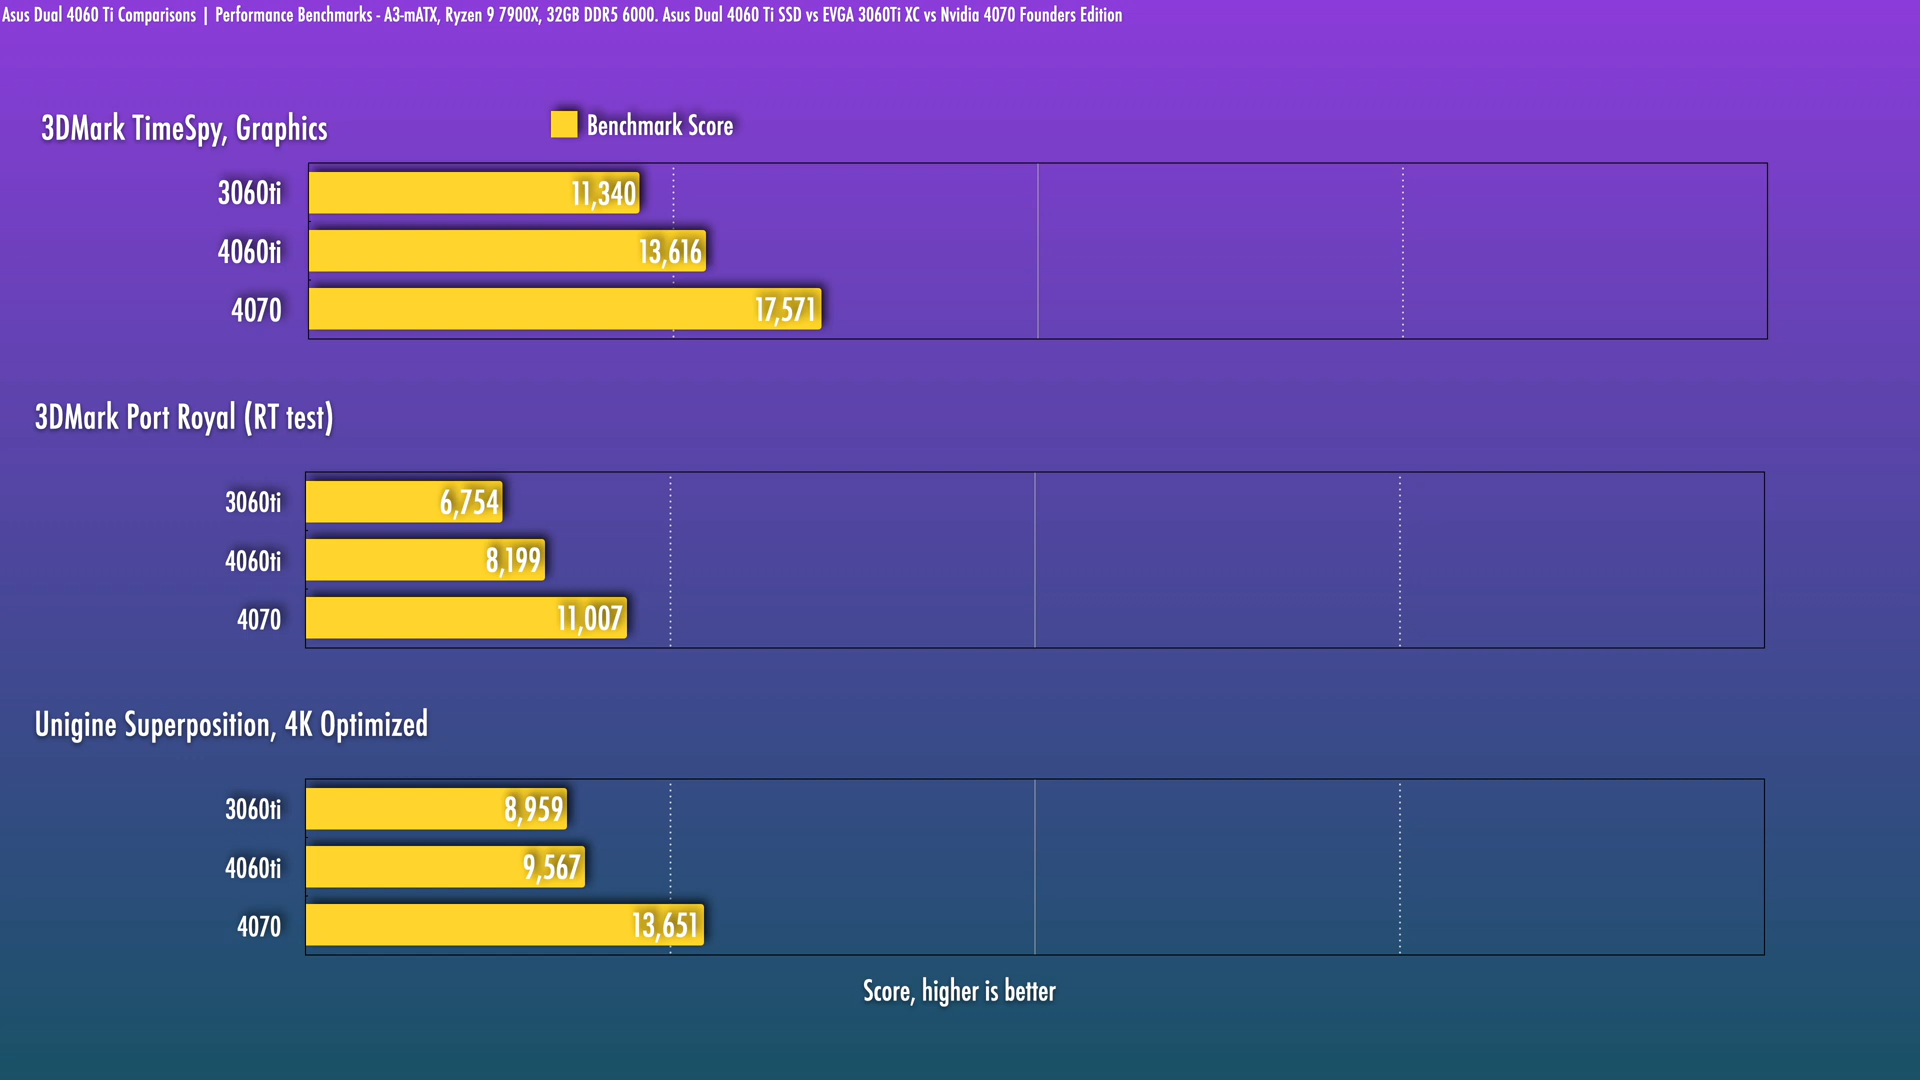 Asus Dual 4060 Ti Comparisons | Performance Benchmarks - A3-mATX, Ryzen 9 7900X, 32GB DDR5 6000. Asus Dual 4060 Ti SSD vs EVGA 3060Ti XC vs Nvidia 4070 Founders Edition
3DMark TimeSpy, Graphics
Benchmark Score
3060ti 11,340
4060ti 13,616
4070 17,571
3DMark Port Royal (RT test)
3060ti 6,754
4060ti 8,199
4070 11,007
Unigine Superposition, 4K Optimized
3060ti 8,959
4060ti 9,567
4070 13,651
Score, higher is better